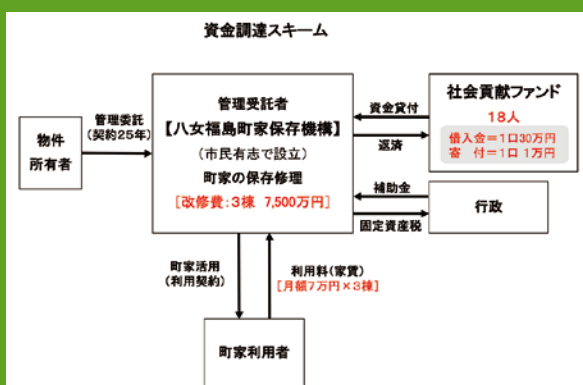 資金調達スキーム
物件
所有者
管理委託
(契約25年)
管理受託者
【八女福島町家保存機構】
(市民有志で設立)
町家の保存修理
[改修費:3棟 7,500万円]
資金貸付
返済
社会貢献ファンド
18人
借入金=1口30万円
寄 付=1口 1万円
補助金
固定資産税
行政
町家活用
(利用契約)
利用料(家賃)
[月額7万円×3棟]
町家利用者